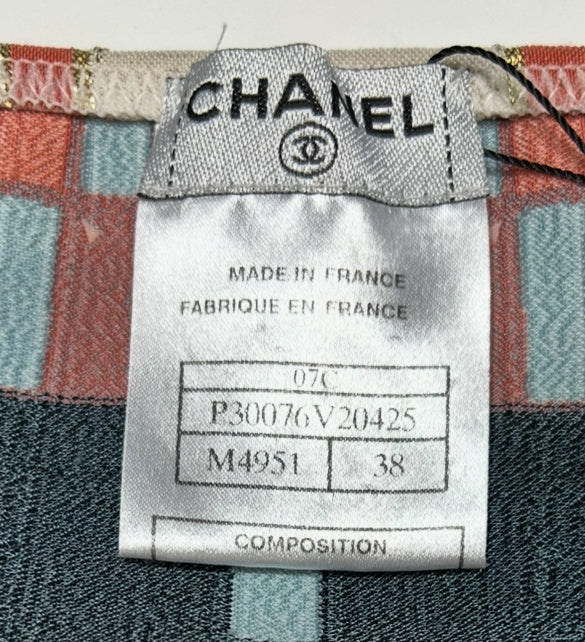 CHANEL
MADE IN FRANCE
FABRIQUE EN FRANCE
07C
P30076V20425
M4951 38
COMPOSITION